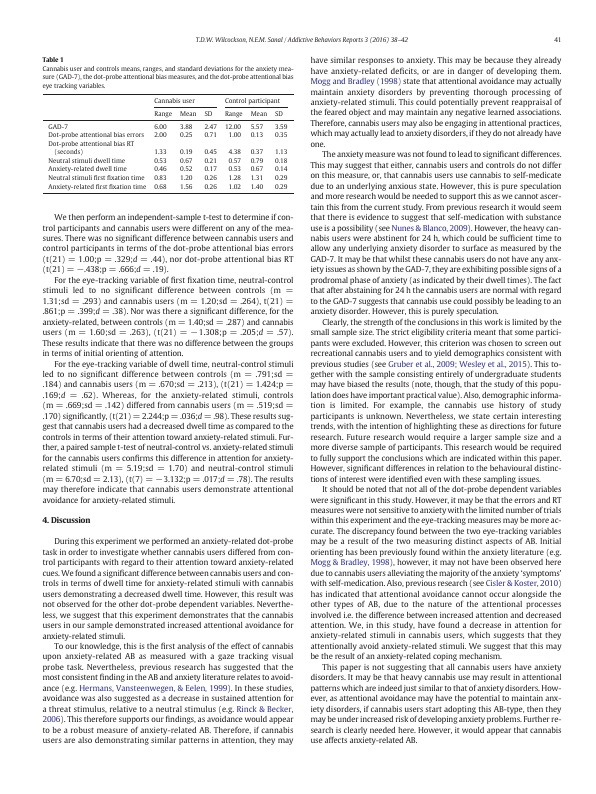 T.D.W. Wilcockson, N.E.M. Sanal / Addictive Behaviors Reports 3 (2016) 38–42
41
Table 1
Cannabis user and controls means, ranges, and standard deviations for the anxiety mea-
sure (GAD-7), the dot-probe attentional bias measures, and the dot-probe attentional bias
eye tracking variables.
Cannabis user Control participant
Range Mean SD Range Mean SD
GAD-7 6.00 3.88 2.47 12.00 5.57 3.59
Dot-probe attentional bias errors 2.00 0.25 0.71 1.00 0.13 0.35
Dot-probe attentional bias RT
(seconds) 1.33 0.19 0.45 4.38 0.37 1.13
Neutral stimuli dwell time 0.53 0.67 0.21 0.57 0.79 0.18
Anxiety-related dwell time 0.46 0.52 0.17 0.53 0.67 0.14
Neutral stimuli first fixation time 0.83 1.20 0.26 1.28 1.31 0.29
Anxiety-related first fixation time 0.68 1.56 0.26 1.02 1.40 0.29
We then perform an independent-sample t-test to determine if con-
trol participants and cannabis users were different on any of the mea-
sures. There was no significant difference between cannabis users and
control participants in terms of the dot-probe attentional bias errors
(t(21) = 1.00;p = .329;d = .44), nor dot-probe attentional bias RT
(t(21) = −.438;p = .666;d = .19).
For the eye-tracking variable of first fixation time, neutral-control
stimuli led to no significant difference between controls (m =
1.31;sd = .293) and cannabis users (m = 1.20;sd = .264), t(21) =
.861;p = .399;d = .38). Nor was there a significant difference, for the
anxiety-related, between controls (m = 1.40;sd = .287) and cannabis
users (m = 1.60;sd = .263), (t(21) = −1.308;p = .205;d = .57).
These results indicate that there was no difference between the groups
in terms of initial orienting of attention.
For the eye-tracking variable of dwell time, neutral-control stimuli
led to no significant difference between controls (m = .791;sd =
.184) and cannabis users (m = .670;sd = .213), (t(21) = 1.424;p =
.169;d = .62). Whereas, for the anxiety-related stimuli, controls
(m = .669;sd = .142) differed from cannabis users (m = .519;sd =
.170) significantly, (t(21) = 2.244;p = .036;d = .98). These results sug-
gest that cannabis users had a decreased dwell time as compared to the
controls in terms of their attention toward anxiety-related stimuli. Fur-
ther, a paired sample t-test of neutral-control vs. anxiety-related stimuli
for the cannabis users confirms this difference in attention for anxiety-
related stimuli (m = 5.19;sd = 1.70) and neutral-control stimuli
(m = 6.70;sd = 2.13), (t(7) = −3.132;p = .017;d = .78). The results
may therefore indicate that cannabis users demonstrate attentional
avoidance for anxiety-related stimuli.
4. Discussion
During this experiment we performed an anxiety-related dot-probe
task in order to investigate whether cannabis users differed from con-
trol participants with regard to their attention toward anxiety-related
cues. We found a significant difference between cannabis users and con-
trols in terms of dwell time for anxiety-related stimuli with cannabis
users demonstrating a decreased dwell time. However, this result was
not observed for the other dot-probe dependent variables. Neverthe-
less, we suggest that this experiment demonstrates that the cannabis
users in our sample demonstrated increased attentional avoidance for
anxiety-related stimuli.
To our knowledge, this is the first analysis of the effect of cannabis
upon anxiety-related AB as measured with a gaze tracking visual
probe task. Nevertheless, previous research has suggested that the
most consistent finding in the AB and anxiety literature relates to avoid-
ance (e.g. Hermans, Vansteenwegen, & Eelen, 1999). In these studies,
avoidance was also suggested as a decrease in sustained attention for
a threat stimulus, relative to a neutral stimulus (e.g. Rinck & Becker,
2006). This therefore supports our findings, as avoidance would appear
to be a robust measure of anxiety-related AB. Therefore, if cannabis
users are also demonstrating similar patterns in attention, they may
have similar responses to anxiety. This may be because they already
have anxiety-related deficits, or are in danger of developing them.
Mogg and Bradley (1998) state that attentional avoidance may actually
maintain anxiety disorders by preventing thorough processing of
anxiety-related stimuli. This could potentially prevent reappraisal of
the feared object and may maintain any negative learned associations.
Therefore, cannabis users may also be engaging in attentional practices,
which may actually lead to anxiety disorders, if they do not already have
one.
The anxiety measure was not found to lead to significant differences.
This may suggest that either, cannabis users and controls do not differ
on this measure, or, that cannabis users use cannabis to self-medicate
due to an underlying anxious state. However, this is pure speculation
and more research would be needed to support this as we cannot ascer-
tain this from the current study. From previous research it would seem
that there is evidence to suggest that self-medication with substance
use is a possibility (see Nunes & Blanco, 2009). However, the heavy can-
nabis users were abstinent for 24 h, which could be sufficient time to
allow any underlying anxiety disorder to surface as measured by the
GAD-7. It may be that whilst these cannabis users do not have any anx-
iety issues as shown by the GAD-7, they are exhibiting possible signs of a
prodromal phase of anxiety (as indicated by their dwell times). The fact
that after abstaining for 24 h the cannabis users are normal with regard
to the GAD-7 suggests that cannabis use could possibly be leading to an
anxiety disorder. However, this is purely speculation.
Clearly, the strength of the conclusions in this work is limited by the
small sample size. The strict eligibility criteria meant that some partici-
pants were excluded. However, this criterion was chosen to screen out
recreational cannabis users and to yield demographics consistent with
previous studies (see Gruber et al., 2009; Wesley et al., 2015). This to-
gether with the sample consisting entirely of undergraduate students
may have biased the results (note, though, that the study of this popu-
lation does have important practical value). Also, demographic informa-
tion is limited. For example, the cannabis use history of study
participants is unknown. Nevertheless, we state certain interesting
trends, with the intention of highlighting these as directions for future
research. Future research would require a larger sample size and a
more diverse sample of participants. This research would be required
to fully support the conclusions which are indicated within this paper.
However, significant differences in relation to the behavioural distinc-
tions of interest were identified even with these sampling issues.
It should be noted that not all of the dot-probe dependent variables
were significant in this study. However, it may be that the errors and RT
measures were not sensitive to anxiety with the limited number of trials
within this experiment and the eye-tracking measures may be more ac-
curate. The discrepancy found between the two eye-tracking variables
may be a result of the two measuring distinct aspects of AB. Initial
orienting has been previously found within the anxiety literature (e.g.
Mogg & Bradley, 1998), however, it may not have been observed here
due to cannabis users alleviating the majority of the anxiety ‘symptoms’
with self-medication. Also, previous research (see Cisler & Koster, 2010)
has indicated that attentional avoidance cannot occur alongside the
other types of AB, due to the nature of the attentional processes
involved i.e. the difference between increased attention and decreased
attention. We, in this study, have found a decrease in attention for
anxiety-related stimuli in cannabis users, which suggests that they
attentionally avoid anxiety-related stimuli. We suggest that this may
be the result of an anxiety-related coping mechanism.
This paper is not suggesting that all cannabis users have anxiety
disorders. It may be that heavy cannabis use may result in attentional
patterns which are indeed just similar to that of anxiety disorders. How-
ever, as attentional avoidance may have the potential to maintain anx-
iety disorders, if cannabis users start adopting this AB-type, then they
may be under increased risk of developing anxiety problems. Further re-
search is clearly needed here. However, it would appear that cannabis
use affects anxiety-related AB.